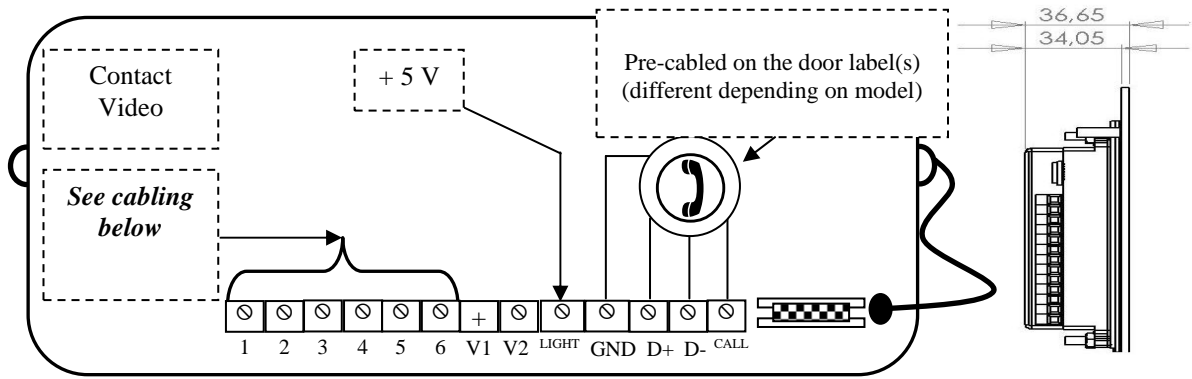 Contact
Video
+ 5 V
Pre-cabled on the door label(s)
(different depending on model)
36,65
34,05
See cabling
below
1 2 3 4 5 6 + V1 V2 LIGHT GND D+ D- CALL